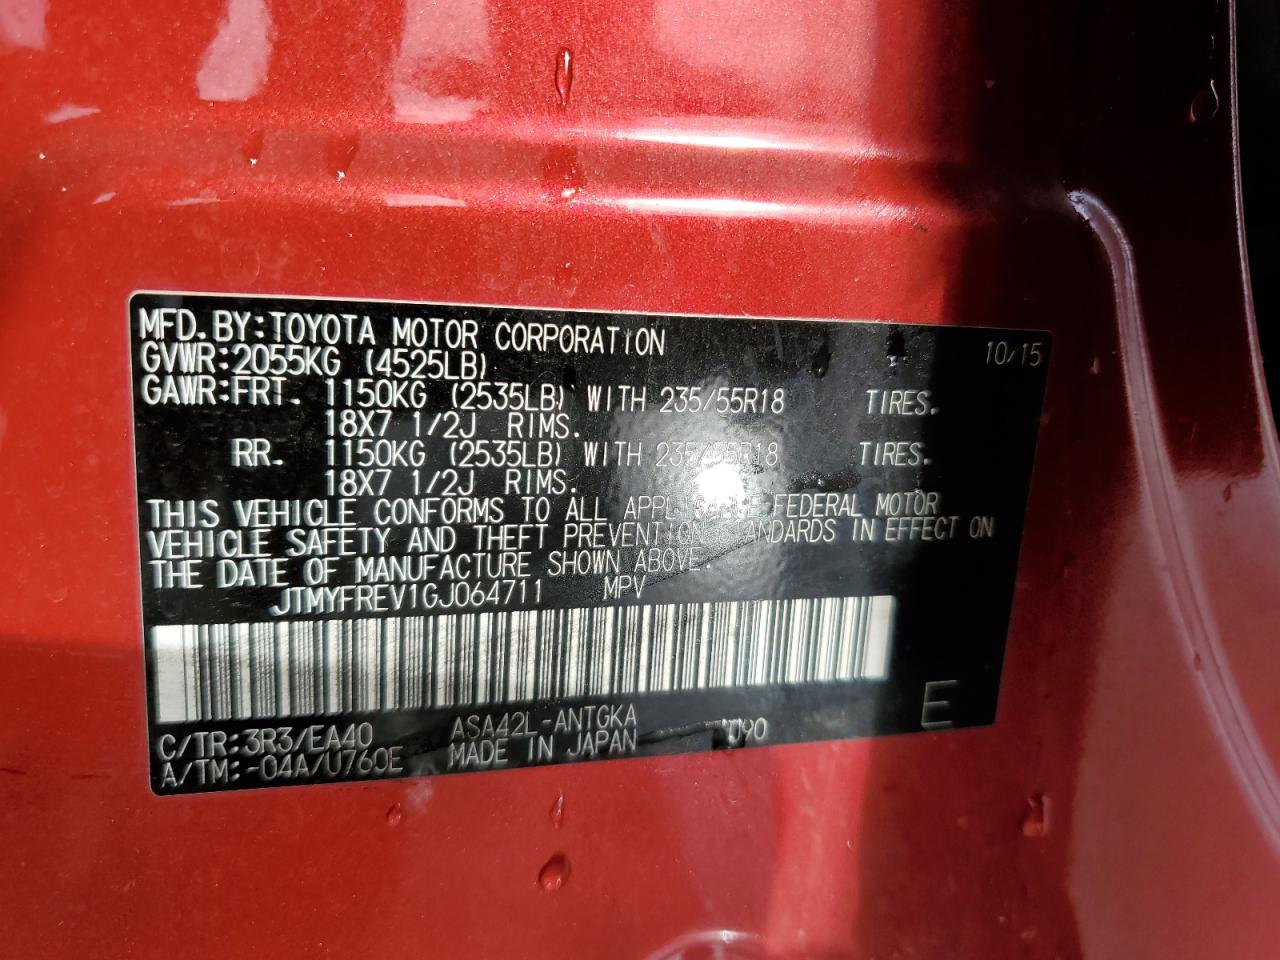 MFD.BY:TOYOTA MOTOR CORPORATION 10/15
GVWR:2055KG (4525LB)
GAWR:FRT. 1150KG (2535LB) WITH 235/55R18 TIRES.
18X7 1/2J RIMS.
RR. 1150KG (2535LB) WITH 235/55R18 TIRES.
18X7 1/2J RIMS.
THIS VEHICLE CONFORMS TO ALL APPLICABLE FEDERAL MOTOR
VEHICLE SAFETY AND THEFT PREVENTION STANDARDS IN EFFECT ON
THE DATE OF MANUFACTURE SHOWN ABOVE.
JTMYFREV1GJ064711 MPV
C/TR:3R3/EA40 ASA42L-ANTGKA E
A/TM:-04A/U760E MADE IN JAPAN